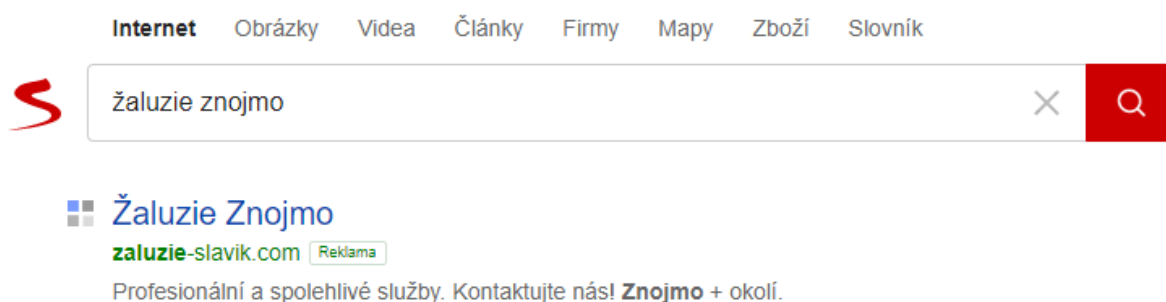 Internet Obrázky Videa Články Firmy Mapy Zboží Slovník
žaluzie znojmo
Žaluzie Znojmo
zaluzie-slavik.com Reklama
Profesionální a spolehlivé služby. Kontaktujte nás! Znojmo + okolí.